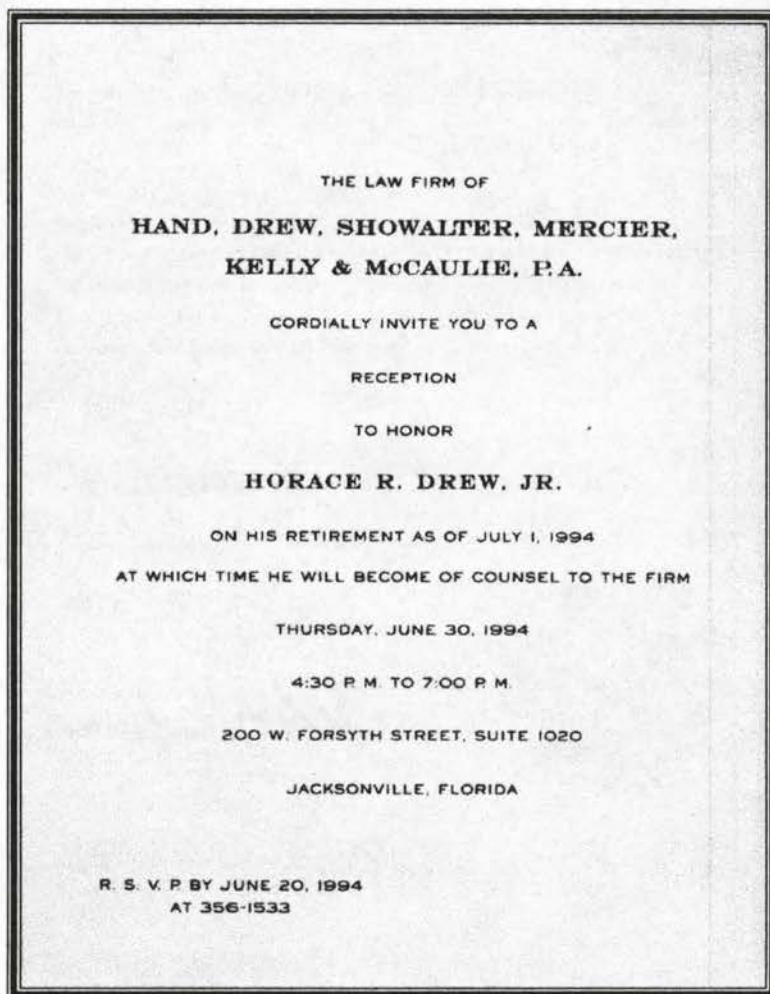 THE LAW FIRM OF
HAND, DREW, SHOWALTER, MERCIER,
KELLY & McCAULIE, P.A.
CORDIALLY INVITE YOU TO A
RECEPTION
TO HONOR
HORACE R. DREW, JR.
ON HIS RETIREMENT AS OF JULY 1, 1994
AT WHICH TIME HE WILL BECOME OF COUNSEL TO THE FIRM
THURSDAY, JUNE 30, 1994
4:30 P. M. TO 7:00 P. M.
200 W. FORSYTH STREET, SUITE 1020
JACKSONVILLE, FLORIDA
R. S. V. P. BY JUNE 20, 1994
AT 356-1533